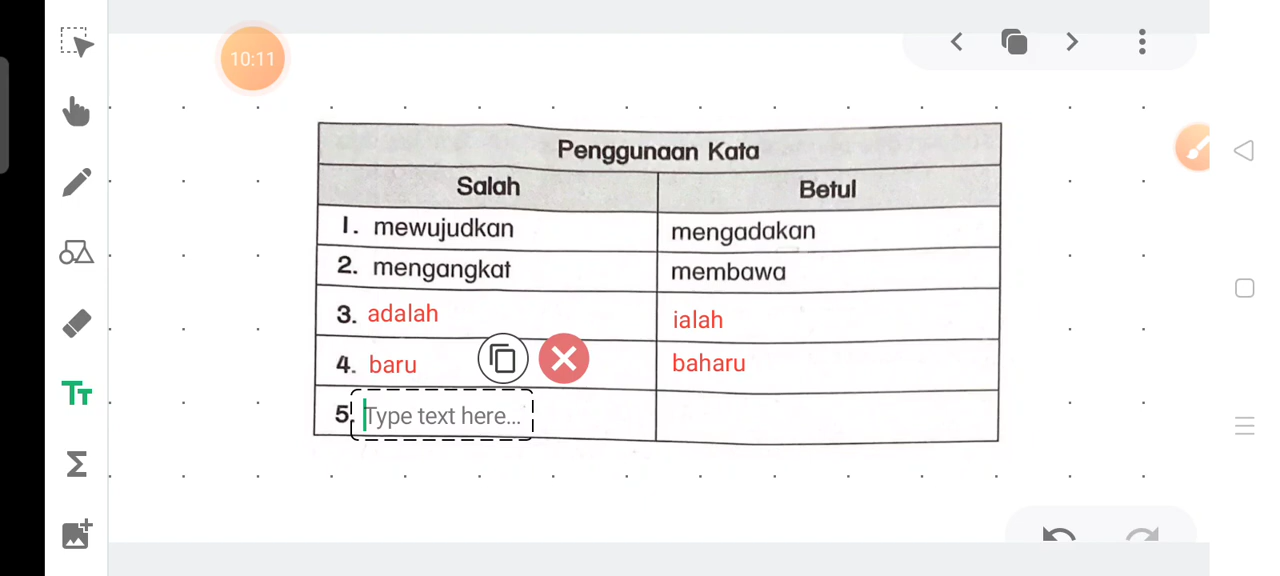 10:11
Penggunaan Kata
Salah Betul
1. mewujudkan mengadakan
2. mengangkat membawa
3. adalah ialah
4. baru baharu
5. Type text here...
TT
Σ